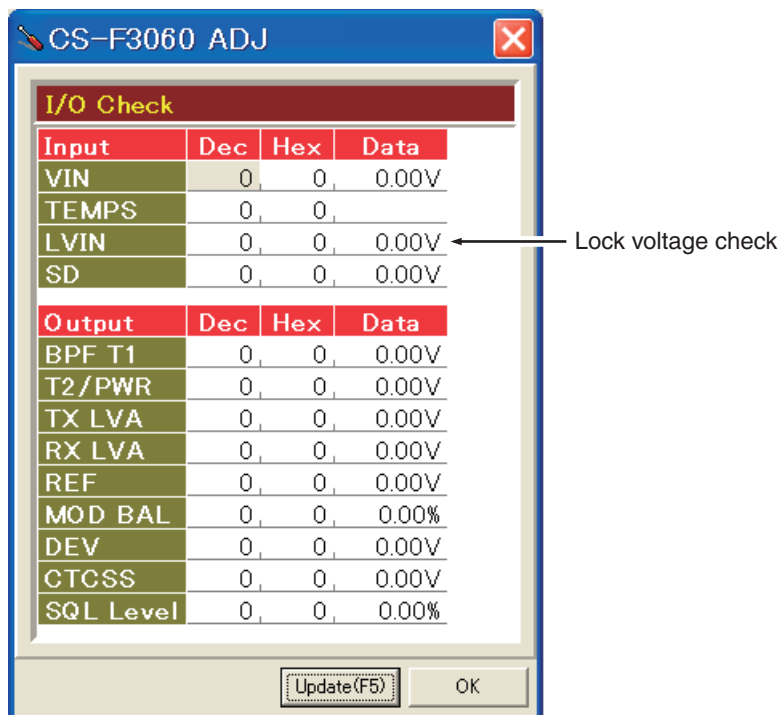 CS-F3060 ADJ
I/O Check
Input Dec Hex Data
VIN 0, 0, 0.00V
TEMPS 0, 0,
LVIN 0, 0, 0.00V
Lock voltage check
SD 0, 0, 0.00V
Output Dec Hex Data
BPF T1 0, 0, 0.00V
T2/PWR 0, 0, 0.00V
TX LVA 0, 0, 0.00V
RX LVA 0, 0, 0.00V
REF 0, 0, 0.00V
MOD BAL 0, 0, 0.00%
DEV 0, 0, 0.00V
CTCSS 0, 0, 0.00V
SQL Level 0, 0, 0.00%
Update(F5) OK